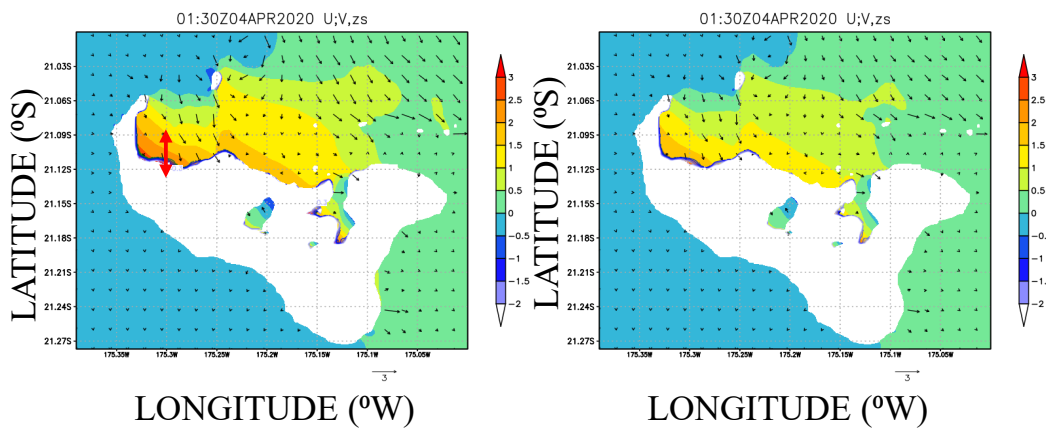 01:30Z04APR2020 U;V,zs
LATITUDE (ºS)
21.03S
21.06S
21.09S
21.12S
21.15S
21.18S
21.21S
21.24S
21.27S
175.35W 175.3W 175.25W 175.2W 175.15W 175.1W 175.05W
3
2.5
2
1.5
1
0.5
0
−0.5
−1
−1.
−2
3
LONGITUDE (ºW)
01:30Z04APR2020 U;V,zs
LATITUDE (ºS)
21.03S
21.06S
21.09S
21.12S
21.15S
21.18S
21.21S
21.24S
21.27S
175.35W 175.3W 175.25W 175.2W 175.15W 175.1W 175.05W
3
2.5
2
1.5
1
0.5
0
−0.5
−1
−1.
−2
3
LONGITUDE (ºW)